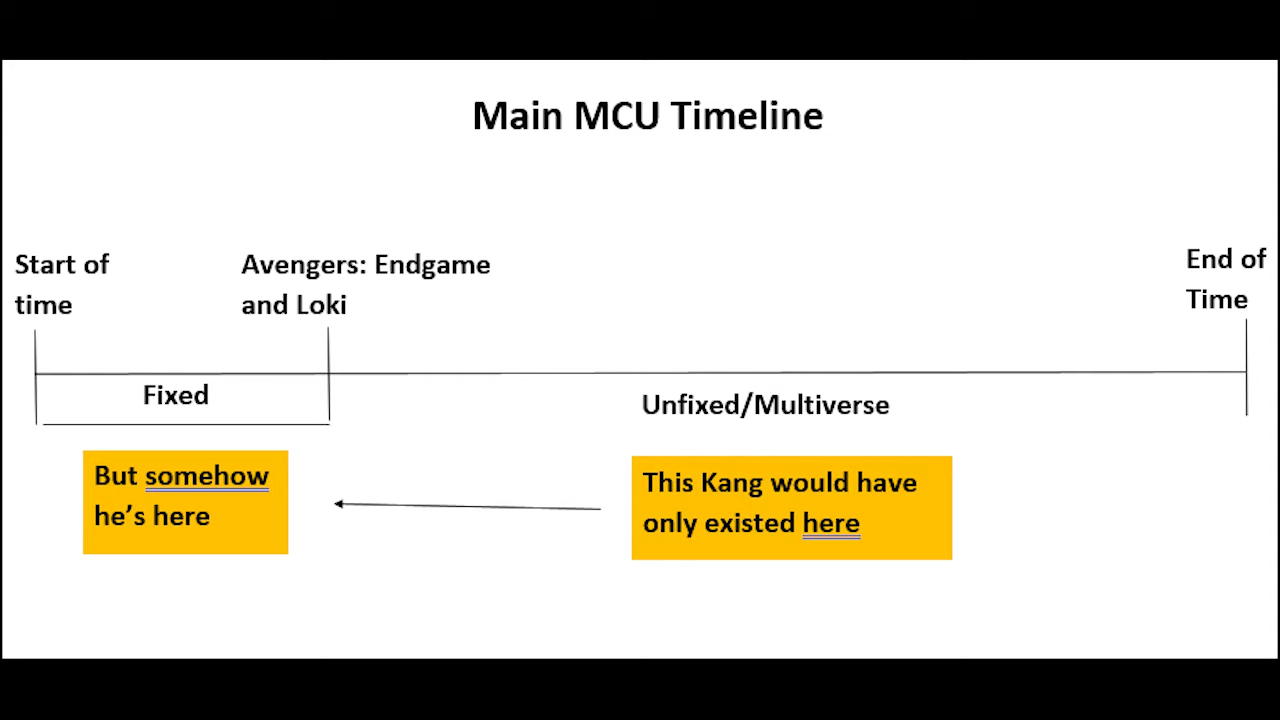 Main MCU Timeline
Start of
time
Avengers: Endgame
and Loki
End of
Time
Fixed
Unfixed/Multiverse
But somehow
he's here
This Kang would have
only existed here